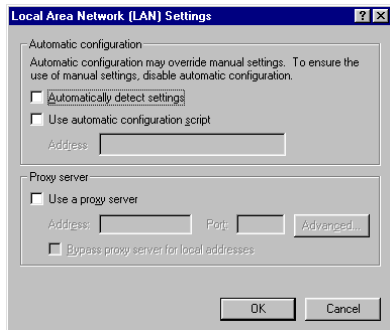 Local Area Network (LAN) Settings
Automatic configuration
Automatic configuration may override manual settings. To ensure the
use of manual settings, disable automatic configuration.
Automatically detect settings
Use automatic configuration script
Address
Proxy server
Use a proxy server
Address: Port: Advanced...
Bypass proxy server for local addresses
OK Cancel